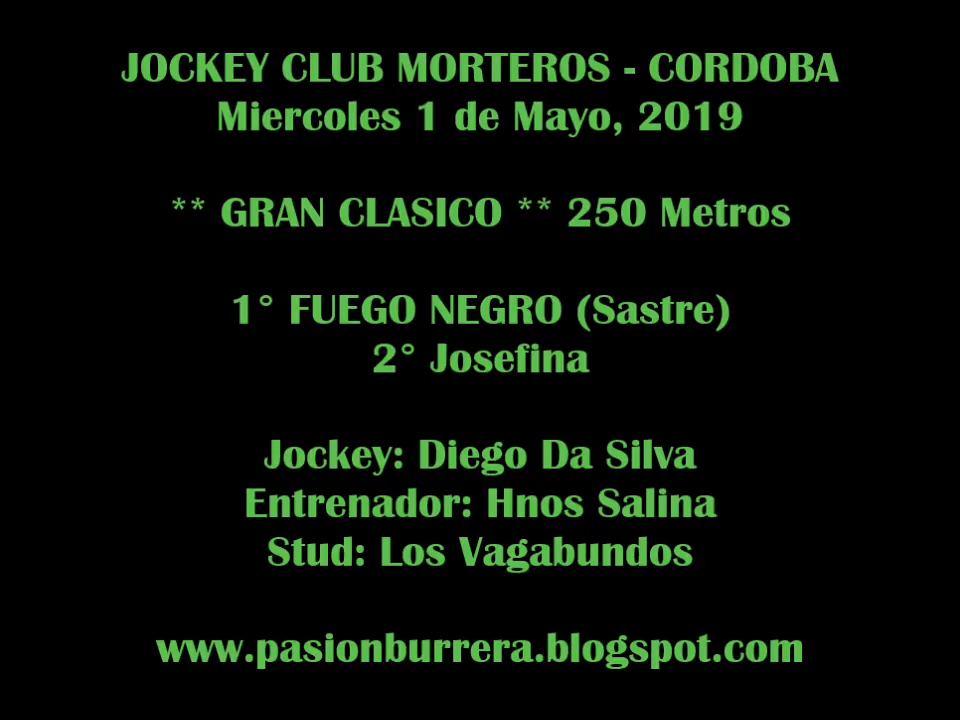 JOCKEY CLUB MORTEROS - CORDOBA
Miercoles 1 de Mayo, 2019
** GRAN CLASICO ** 250 Metros
1° FUEGO NEGRO (Sastre)
2° Josefina
Jockey: Diego Da Silva
Entrenador: Hnos Salina
Stud: Los Vagabundos
www.pasionburrera.blogspot.com